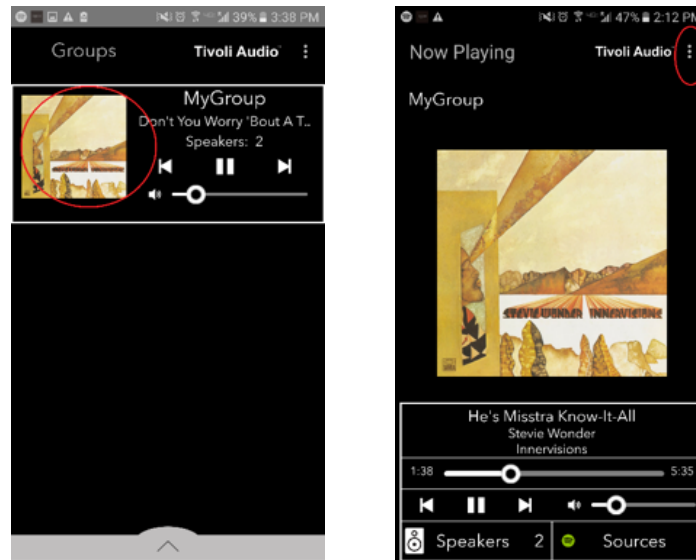 39% 3:38 PM
Groups
Tivoli Audio
MyGroup
Don't You Worry 'Bout A T...
Speakers: 2
47% 2:12 PM
Now Playing
Tivoli Audio
MyGroup
STEVIE WONDER INNERVISIONS
He's Misstra Know-It-All
Stevie Wonder
Innervisions
1:38 5:35
Speakers 2 Sources